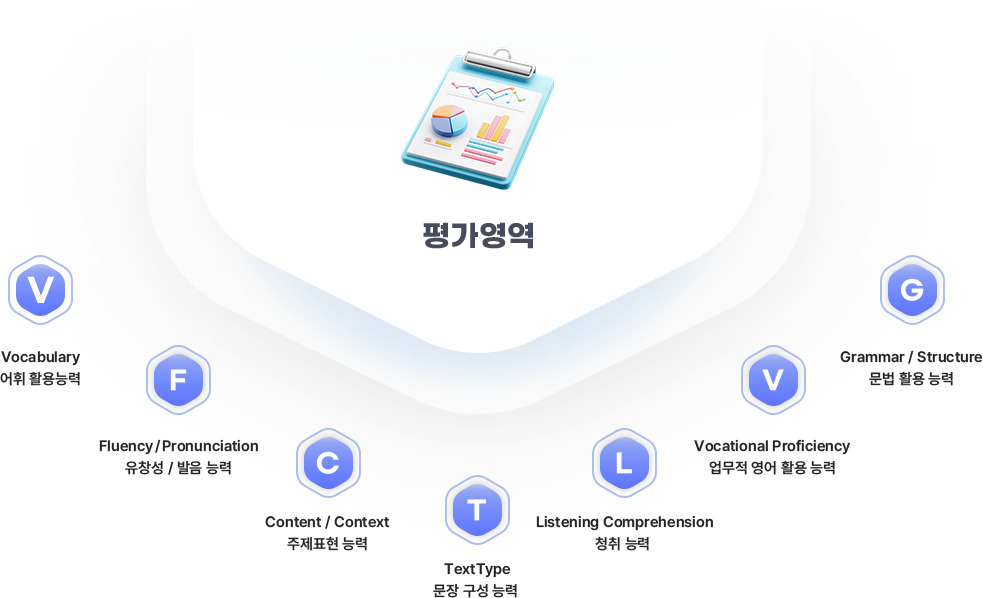 평가영역
V
Vocabulary
어휘 활용능력
F
Fluency / Pronunciation
유창성 / 발음 능력
C
Content / Context
주제표현 능력
T
TextType
문장 구성 능력
L
Listening Comprehension
청취 능력
V
Vocational Proficiency
업무적 영어 활용 능력
G
Grammar / Structure
문법 활용 능력